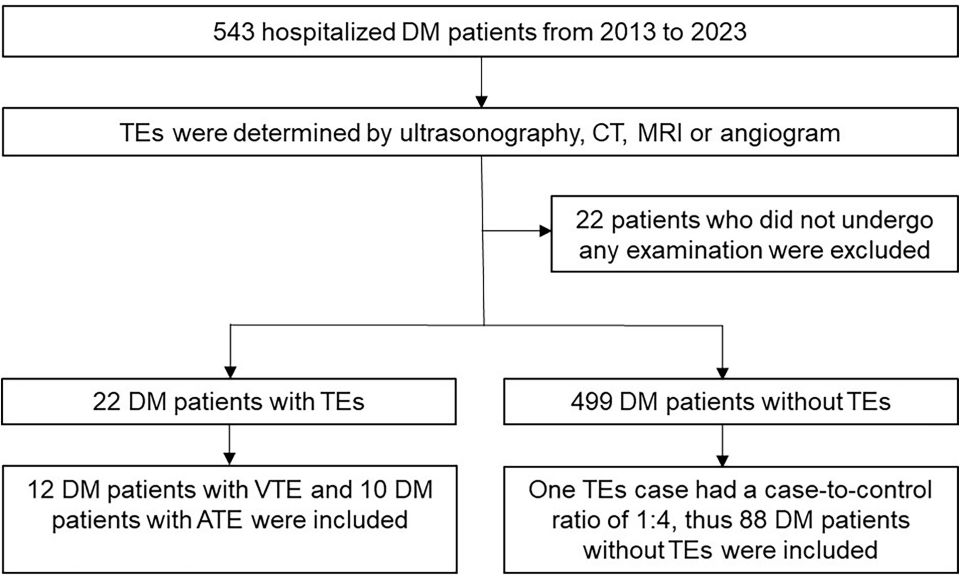 543 hospitalized DM patients from 2013 to 2023
TEs were determined by ultrasonography, CT, MRI or angiogram
22 patients who did not undergo
any examination were excluded
22 DM patients with TEs
499 DM patients without TEs
12 DM patients with VTE and 10 DM
patients with ATE were included
One TEs case had a case-to-control
ratio of 1:4, thus 88 DM patients
without TEs were included